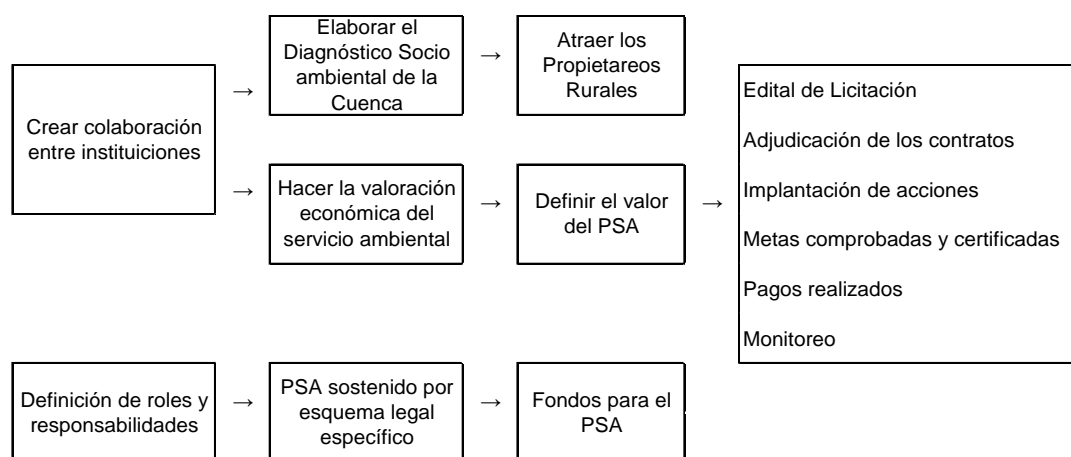 Crear colaboración
entre instituiciones
→
Elaborar el
Diagnóstico Socio
ambiental de la
Cuenca
→
Atraer los
Propietareos
Rurales
→
Hacer la valoración
económica del
servicio ambiental
→
Definir el valor
del PSA
→
Edital de Licitación
Adjudicación de los contratos
Implantación de acciones
Metas comprobadas y certificadas
Pagos realizados
Monitoreo
Definición de roles y
responsabilidades
→
PSA sostenido por
esquema legal
específico
→
Fondos para el
PSA